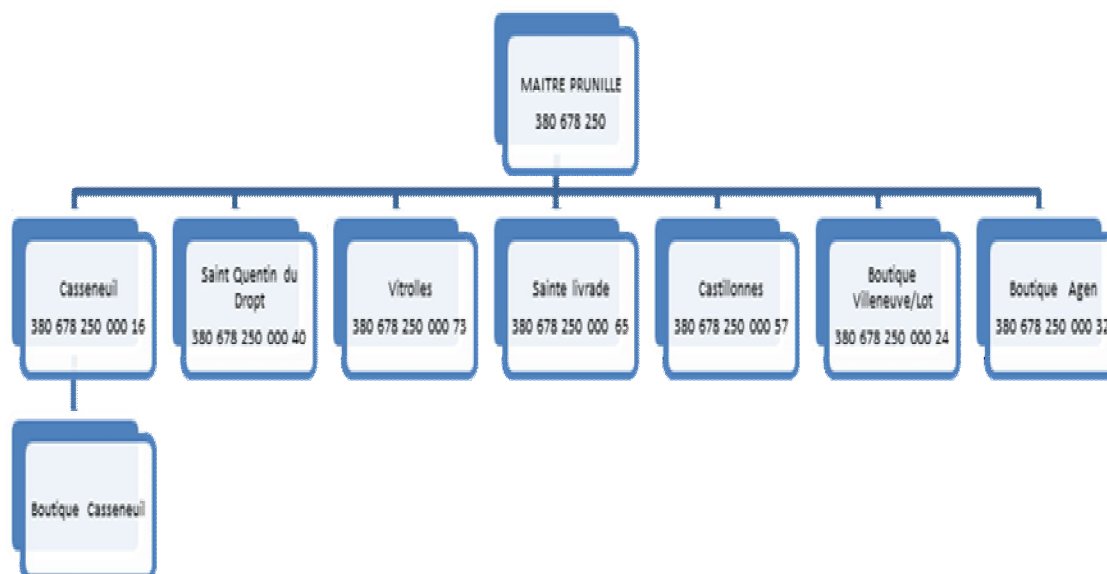 MAITRE PRUNILLE
380 678 250
Casseneuil
380 678 250 000 16
Saint Quentin du
Dropt
380 678 250 000 40
Vitrolles
380 678 250 000 73
Sainte livrade
380 678 250 000 65
Castillonnes
380 678 250 000 57
Boutique
Villeneuve/Lot
380 678 250 000 24
Boutique Agen
380 678 250 000 32
Boutique Casseneuil